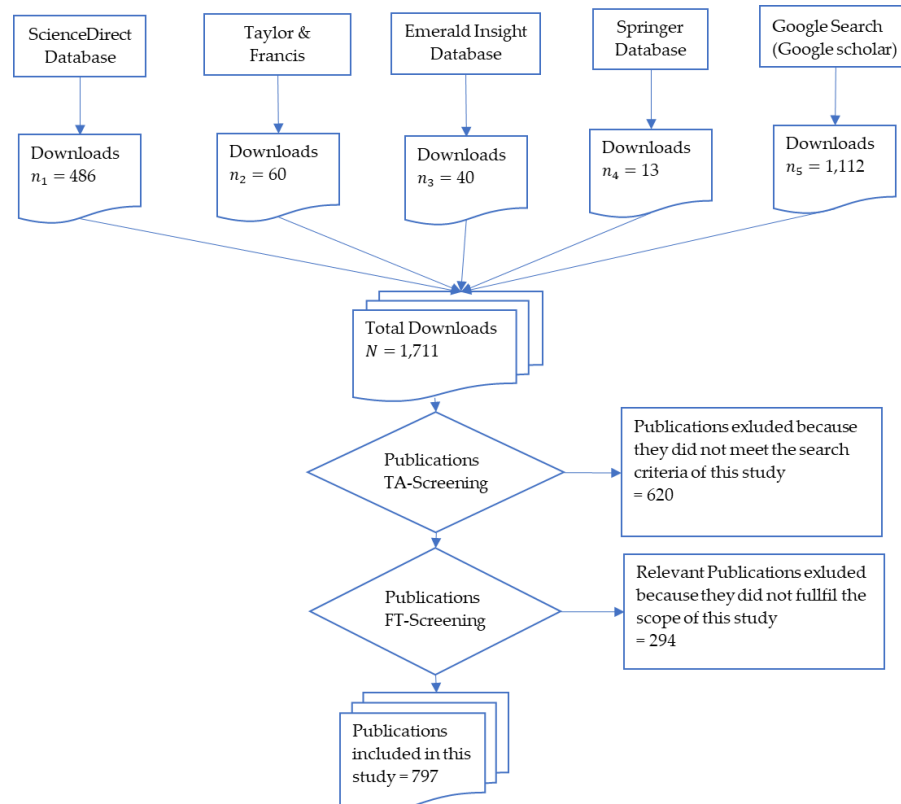 ScienceDirect
Database
Taylor &
Francis
Emerald Insight
Database
Springer
Database
Google Search
(Google scholar)
Downloads
n₁ = 486
Downloads
n₂ = 60
Downloads
n₃ = 40
Downloads
n₄ = 13
Downloads
n₅ = 1,112
Total Downloads
N = 1,711
Publications
TA-Screening
Publications exluded because
they did not meet the search
criteria of this study
= 620
Publications
FT-Screening
Relevant Publications exluded
because they did not fullfil the
scope of this study
= 294
Publications
included in this
study = 797